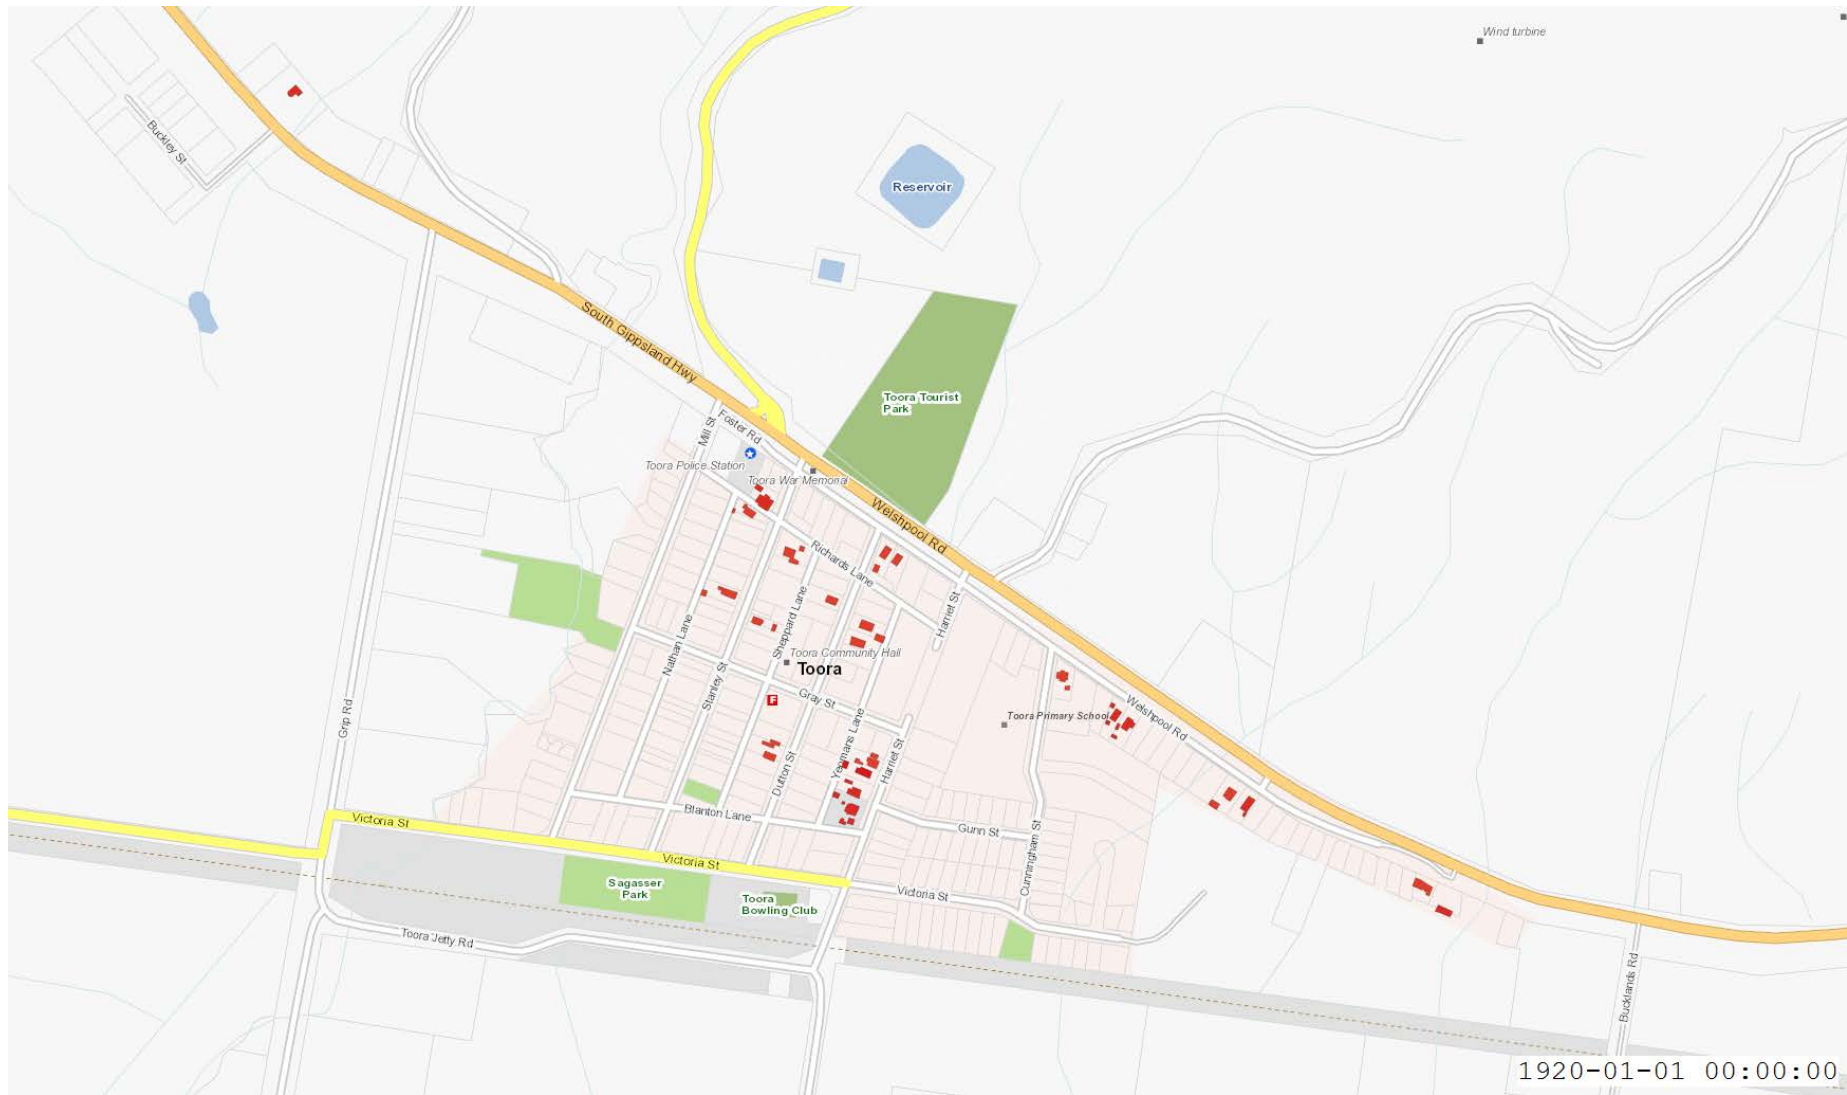 Wind turbine
Buckley St
Reservoir
South Gippsland Hwy
Toora Tourist
Park
Mill St
Foster Rd
Toora Police Station
Toora War Memorial
Welshpool Rd
Richards Lane
Harriet St
Sheppard Lane
Nathan Lane
Toora Community Hall
Toora
Stanley St
Gray St
F
Grip Rd
Toora Primary School
Welshpool Rd
Yeomans Lane
Harriet St
Dutton St
Blanton Lane
Victoria St
Gunn St
Cunningham St
Victoria St
Sagasser
Park
Toora
Bowling Club
Victoria St
Toora Jetty Rd
Bucklands Rd
1920-01-01 00:00:00